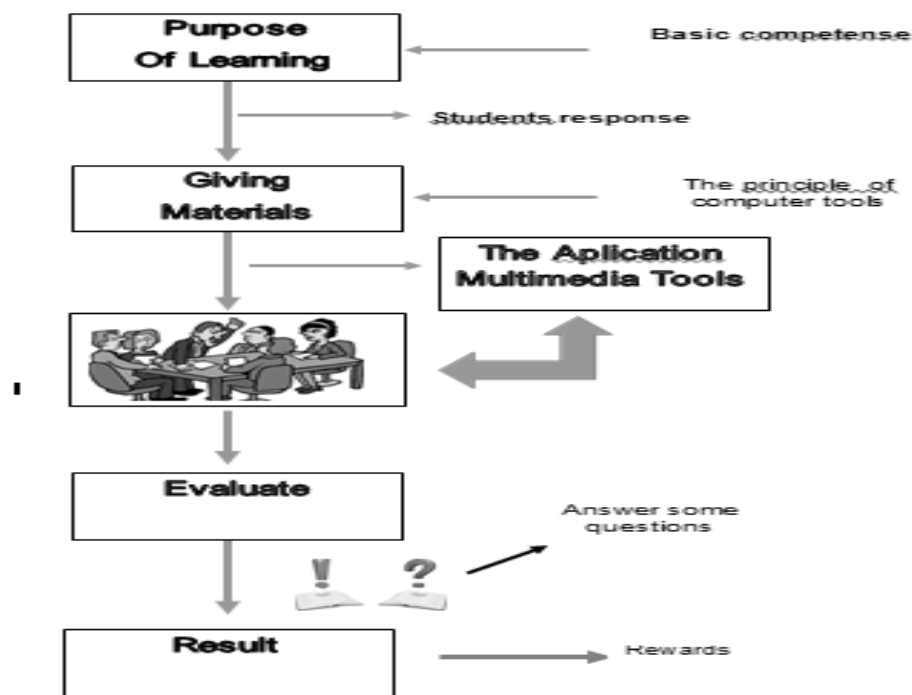 Purpose
Of Learning
Basic competense
Students response
Giving
Materials
The principle of
computer tools
The Aplication
Multimedia Tools
Evaluate
Answer some
questions
Result
Rewards